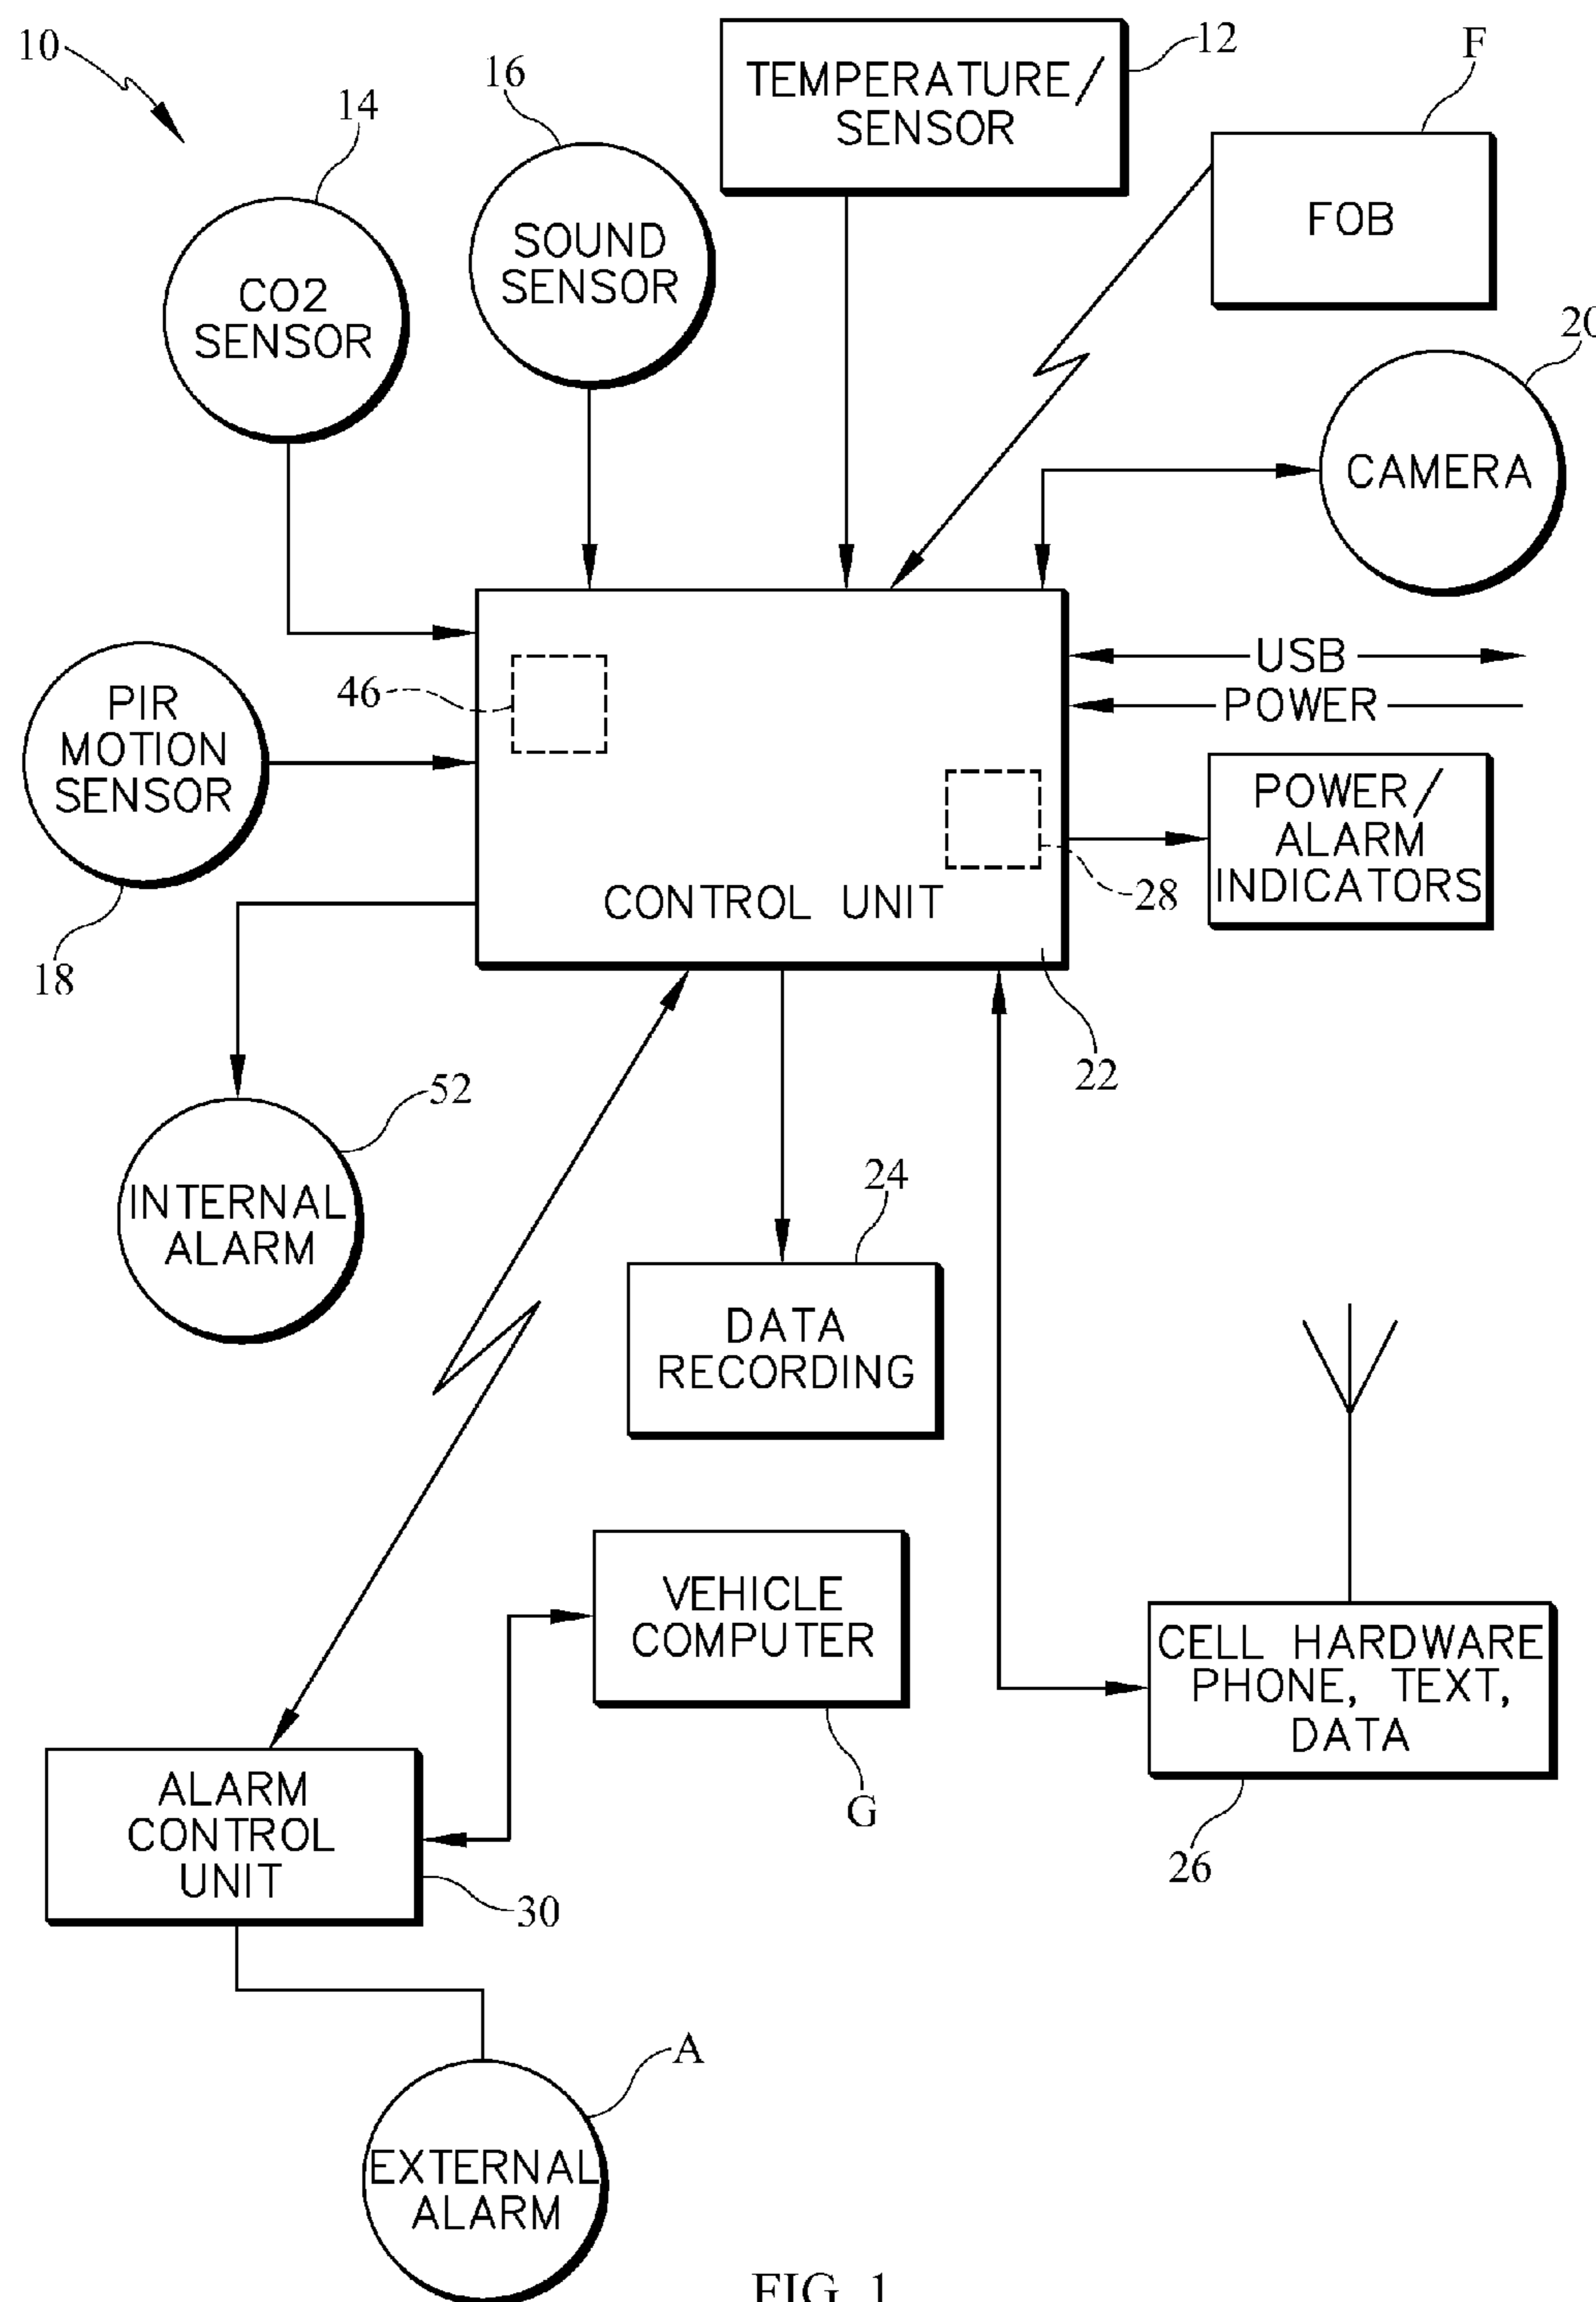 10
14
16
12
F
TEMPERATURE/
SENSOR
FOB
SOUND
SENSOR
CO2
SENSOR
20
CAMERA
USB
POWER
PIR
MOTION
SENSOR
46
POWER/
ALARM
INDICATORS
28
CONTROL UNIT
18
22
52
INTERNAL
ALARM
24
DATA
RECORDING
VEHICLE
COMPUTER
G
CELL HARDWARE
PHONE, TEXT,
DATA
26
ALARM
CONTROL
UNIT
30
A
EXTERNAL
ALARM
FIG. 1